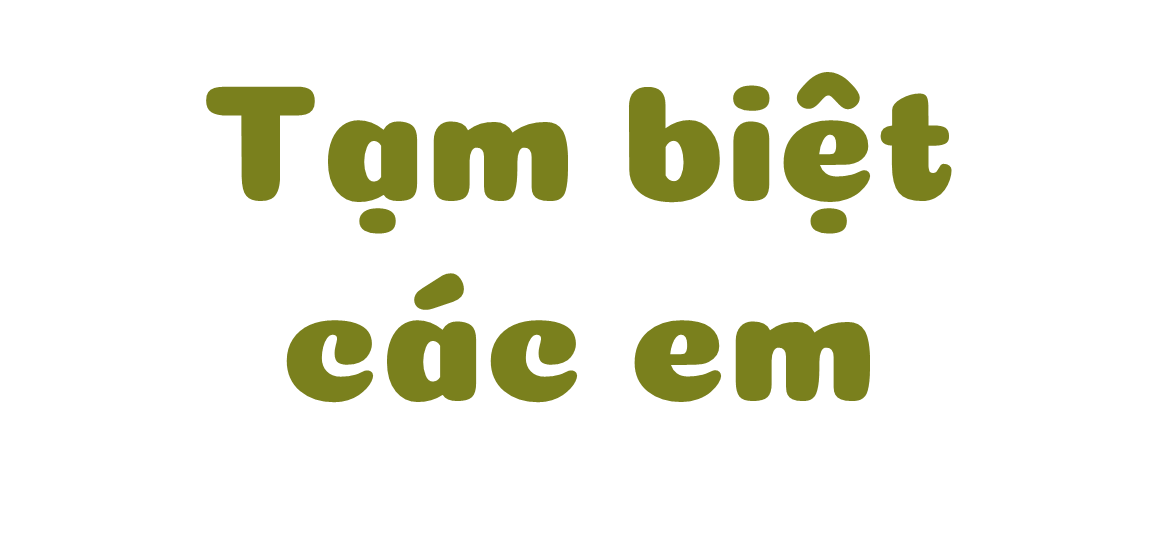 Tạm biệt
các em